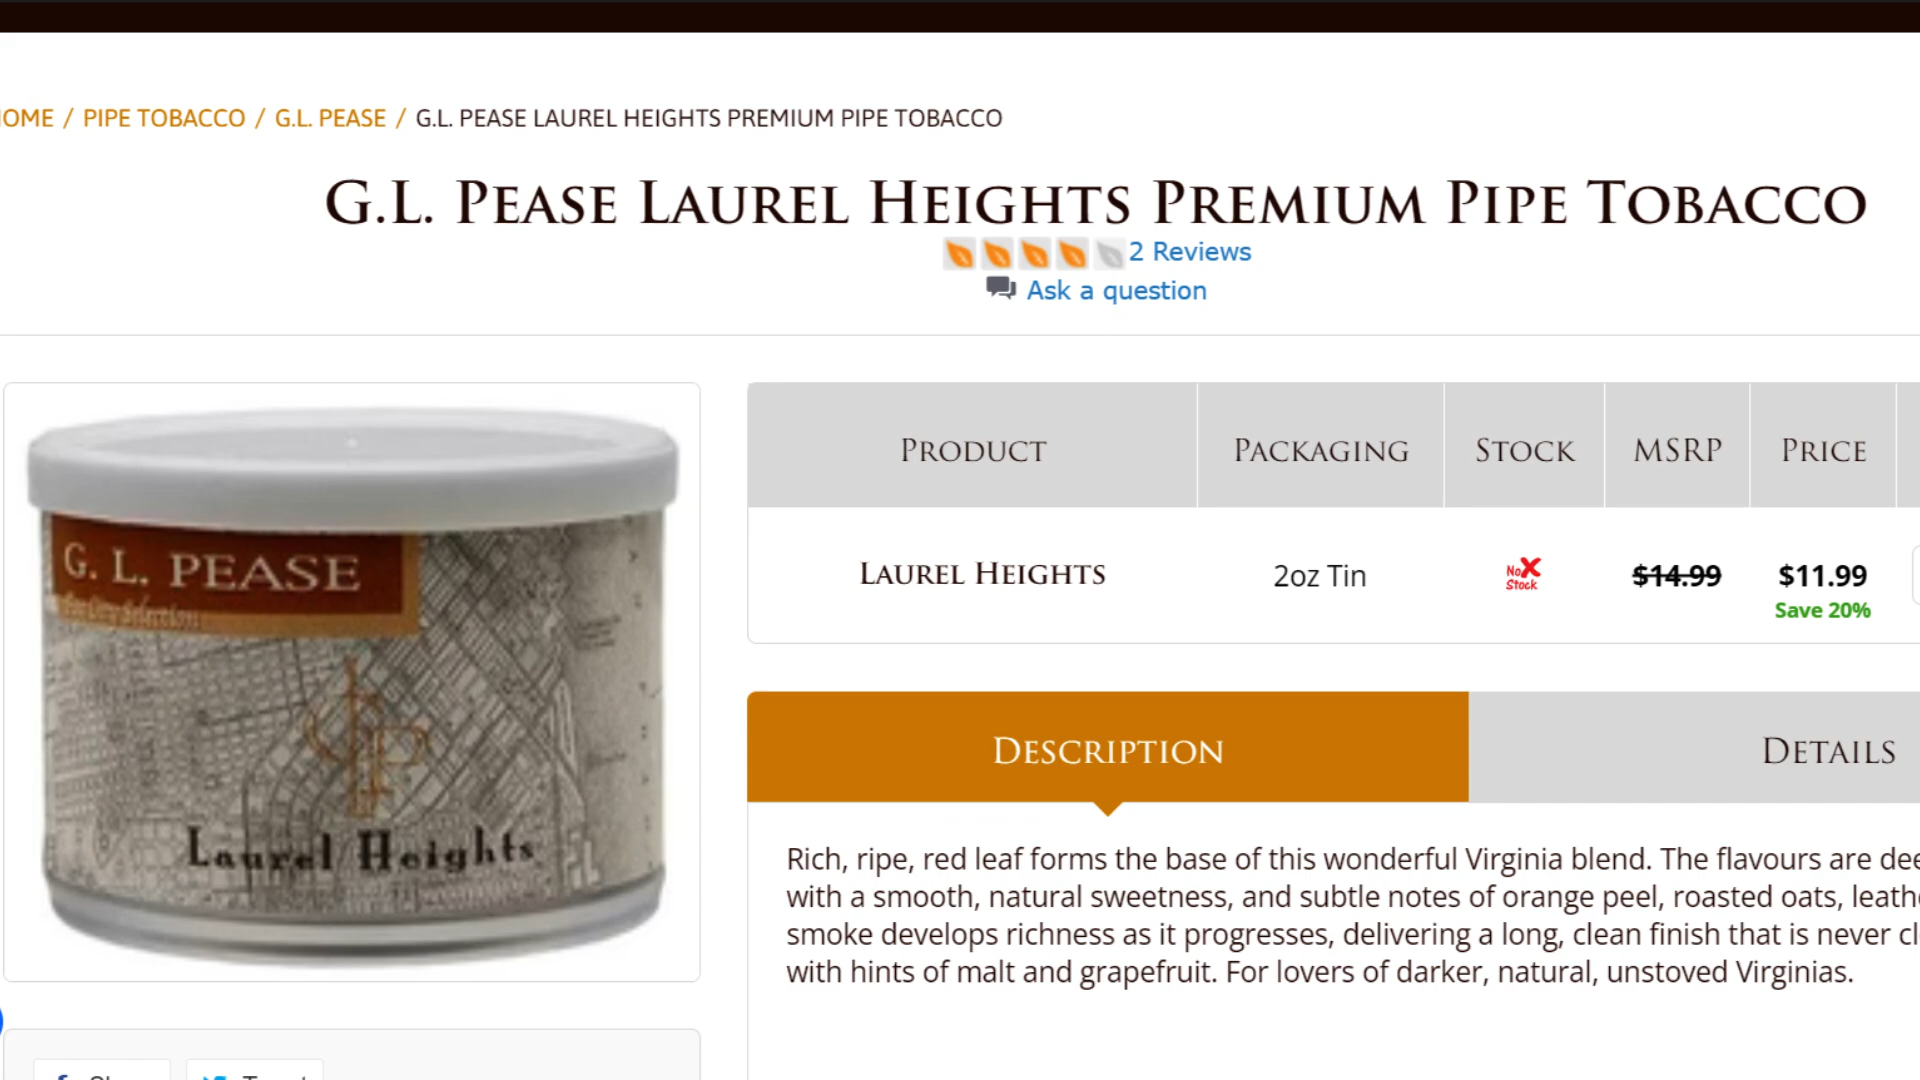 OME / PIPE TOBACCO / G.L. PEASE / G.L. PEASE LAUREL HEIGHTS PREMIUM PIPE TOBACCO
G.L. Pease Laurel Heights Premium Pipe Tobacco
2 Reviews
Ask a question
Product Packaging Stock MSRP Price
Laurel Heights 2oz Tin No Stock $14.99 $11.99
Save 20%
G. L. PEASE
Laurel Heights
Description Details
Rich, ripe, red leaf forms the base of this wonderful Virginia blend. The flavours are dee
with a smooth, natural sweetness, and subtle notes of orange peel, roasted oats, leath
smoke develops richness as it progresses, delivering a long, clean finish that is never cl
with hints of malt and grapefruit. For lovers of darker, natural, unstoved Virginias.